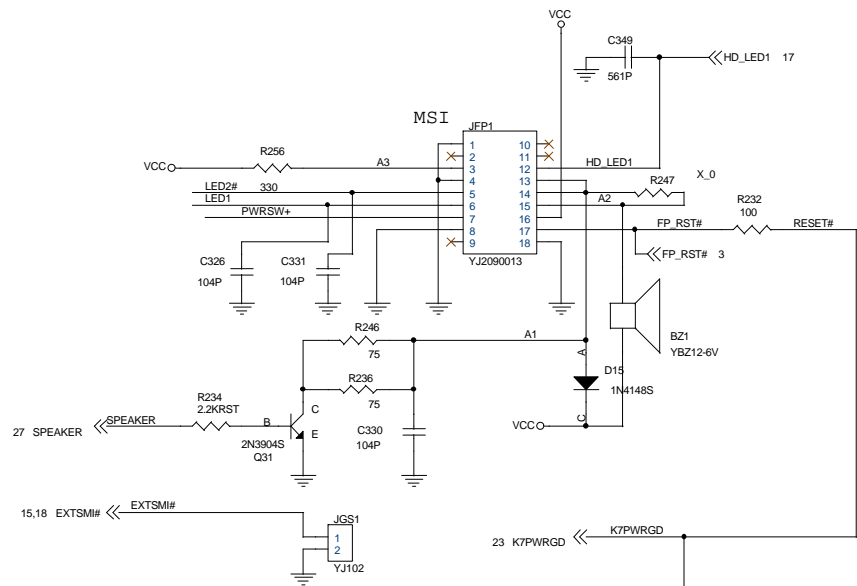 VCC
C349
561P
HD_LED1 17
MSI
JFP1
R256
VCC
A3
1
2
3
4
5
6
7
8
9
10
11
12
13
14
15
16
17
18
HD_LED1
X_0
R247
A2
LED2# 330
LED1
PWRSW+
R232
100
FP_RST#
RESET#
FP_RST# 3
YJ2090013
C326
104P
C331
104P
BZ1
YBZ12-6V
R246
75
A1
A
D15
1N4148S
C
R236
75
R234
2.2KRST
SPEAKER
27 SPEAKER
B
C
E
2N3904S
Q31
C330
104P
VCC
15,18 EXTSMI#
EXTSMI#
JGS1
1
2
YJ102
23 K7PWRGD
K7PWRGD